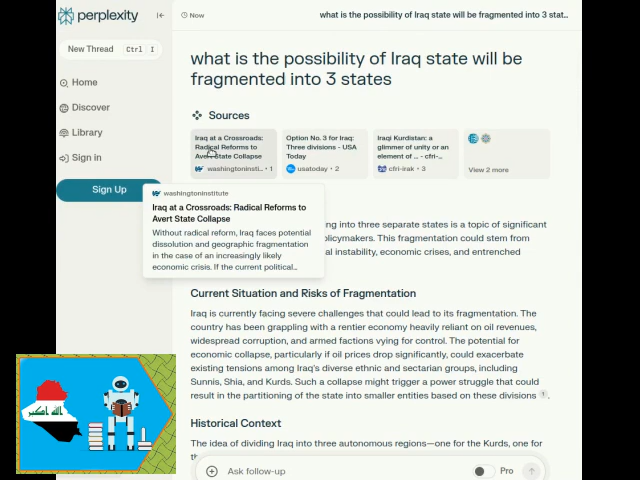 perplexity
New Thread Ctrl I
Home
Discover
Library
Sign in
Sign Up
Now
what is the possibility of Iraq state will be fragmented into 3 stat...
what is the possibility of Iraq state will be
fragmented into 3 states
Sources
Iraq at a Crossroads:
Radical Reforms to
Avert State Collapse
washingtoninsti... • 1
Option No. 3 for Iraq:
Three divisions - USA
Today
usatoday • 2
Iraqi Kurdistan: a
glimmer of unity or an
element of ... - cfri-...
cfri-irak • 3
View 2 more
washingtoninstitute
Iraq at a Crossroads: Radical Reforms to
Avert State Collapse
Without radical reform, Iraq faces potential
dissolution and geographic fragmentation
in the case of an increasingly likely
economic crisis. If the current political...
ing into three separate states is a topic of significant
olicymakers. This fragmentation could stem from
al instability, economic crises, and entrenched
Current Situation and Risks of Fragmentation
Iraq is currently facing severe challenges that could lead to its fragmentation. The
country has been grappling with a rentier economy heavily reliant on oil revenues,
widespread corruption, and armed factions vying for control. The potential for
economic collapse, particularly if oil prices drop significantly, could exacerbate
existing tensions among Iraq's diverse ethnic and sectarian groups, including
Sunnis, Shia, and Kurds. Such a collapse might trigger a power struggle that could
result in the partitioning of the state into smaller entities based on these divisions 1 .
Historical Context
The idea of dividing Iraq into three autonomous regions—one for the Kurds, one for
Ask follow-up
Pro
الله اكبر